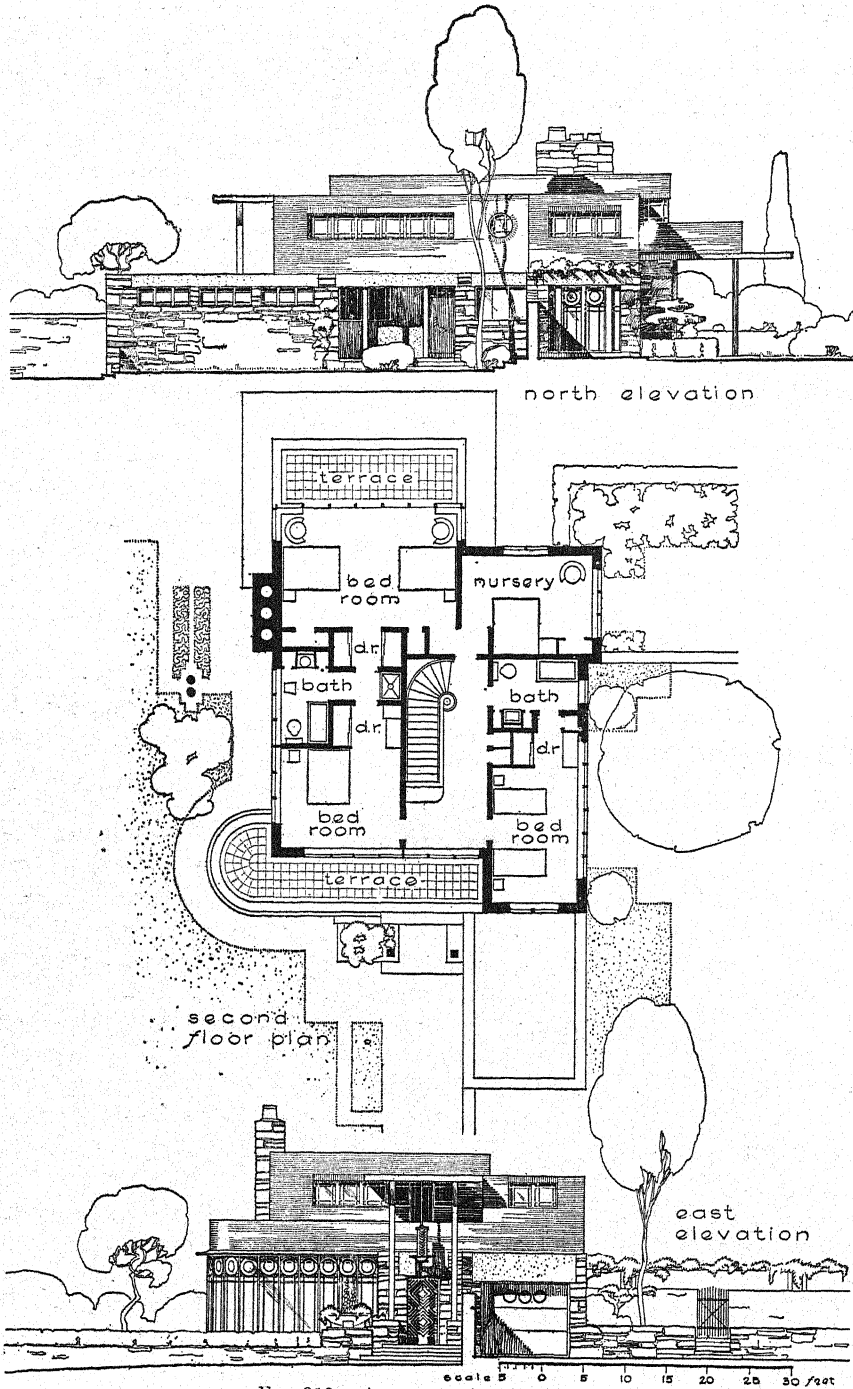 north elevation
terrace
bed
room
nursery
d.r.
bath
bath
d.r.
d.r
bed
room
bed
room
terrace
second
floor plan
east
elevation
scale 5 0 5 10 15 20 25 30 feet